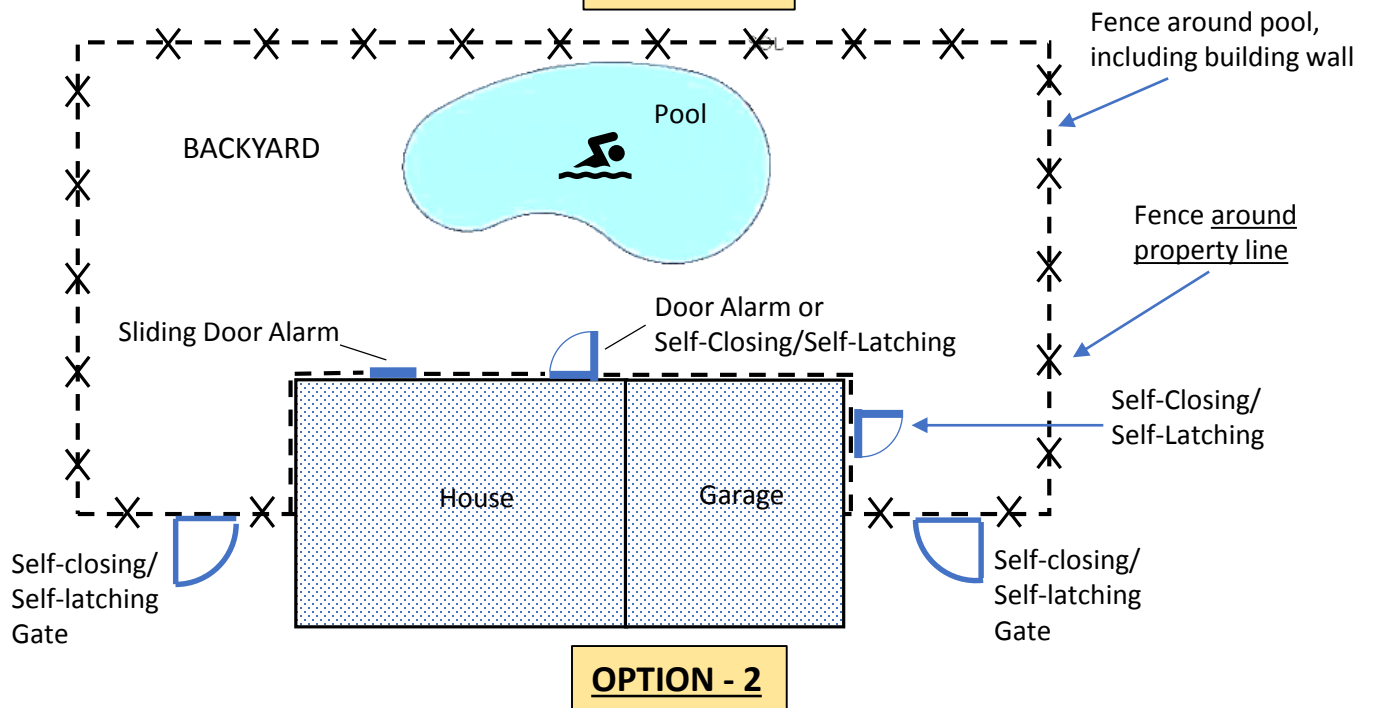 Fence around pool,
including building wall
Pool
BACKYARD
Fence around
property line
Door Alarm or
Self-Closing/Self-Latching
Sliding Door Alarm
Self-Closing/
Self-Latching
House
Garage
Self-closing/
Self-latching
Gate
Self-closing/
Self-latching
Gate
OPTION - 2